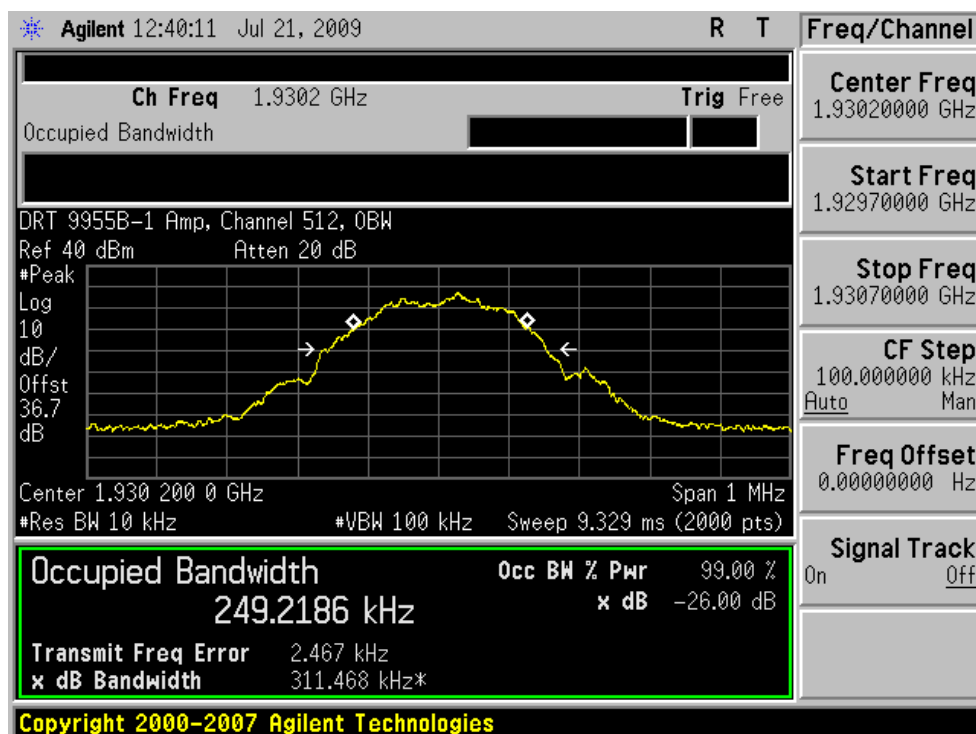 Agilent 12:40:11 Jul 21, 2009 R T
Freq/Channel
Ch Freq 1.9302 GHz Trig Free
Occupied Bandwidth
DRT 9955B-1 Amp, Channel 512, OBW
Ref 40 dBm Atten 20 dB
#Peak
Log
10
dB/
Offst
36.7
dB
Center 1.930 200 0 GHz Span 1 MHz
#Res BW 10 kHz #VBW 100 kHz Sweep 9.329 ms (2000 pts)
Occupied Bandwidth
249.2186 kHz
Occ BW % Pwr 99.00 %
x dB -26.00 dB
Transmit Freq Error 2.467 kHz
x dB Bandwidth 311.468 kHz*
Center Freq
1.93020000 GHz
Start Freq
1.92970000 GHz
Stop Freq
1.93070000 GHz
CF Step
100.000000 kHz
Auto Man
Freq Offset
0.00000000 Hz
Signal Track
On Off
Copyright 2000-2007 Agilent Technologies